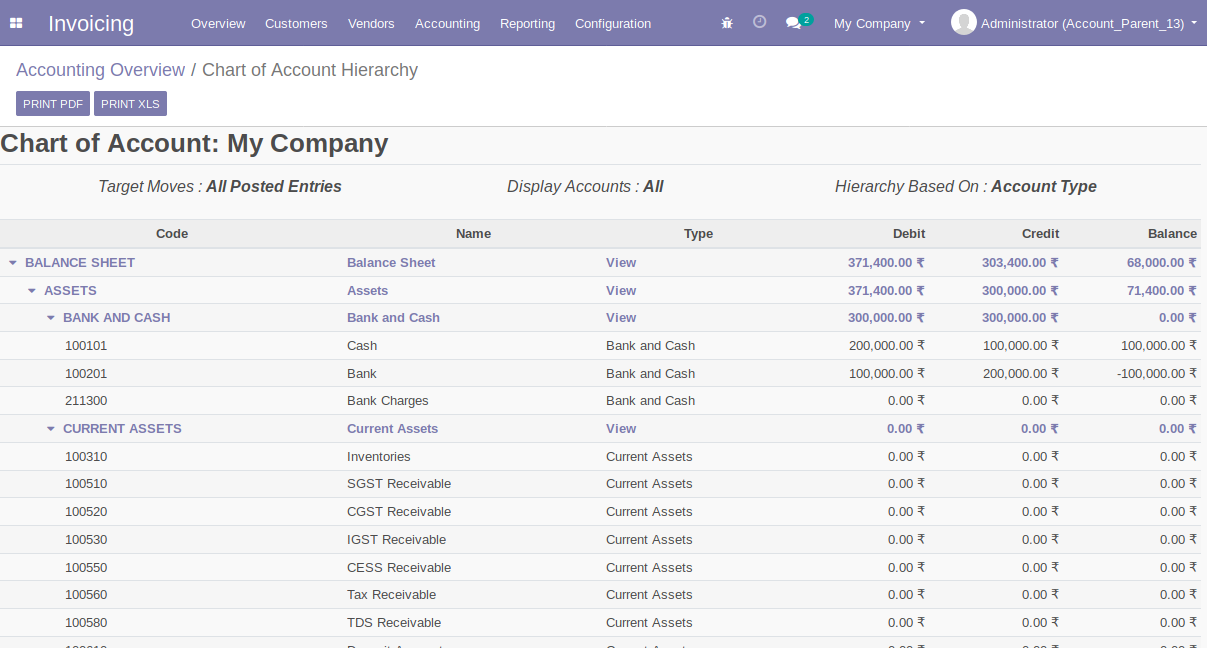 Invoicing Overview Customers Vendors Accounting Reporting Configuration 2 My Company Administrator (Account_Parent_13)
Accounting Overview / Chart of Account Hierarchy
PRINT PDF PRINT XLS
Chart of Account: My Company
Target Moves : All Posted Entries Display Accounts : All Hierarchy Based On : Account Type
Code Name Type Debit Credit Balance
BALANCE SHEET Balance Sheet View 371,400.00 ₹ 303,400.00 ₹ 68,000.00 ₹
ASSETS Assets View 371,400.00 ₹ 300,000.00 ₹ 71,400.00 ₹
BANK AND CASH Bank and Cash View 300,000.00 ₹ 300,000.00 ₹ 0.00 ₹
100101 Cash Bank and Cash 200,000.00 ₹ 100,000.00 ₹ 100,000.00 ₹
100201 Bank Bank and Cash 100,000.00 ₹ 200,000.00 ₹ -100,000.00 ₹
211300 Bank Charges Bank and Cash 0.00 ₹ 0.00 ₹ 0.00 ₹
CURRENT ASSETS Current Assets View 0.00 ₹ 0.00 ₹ 0.00 ₹
100310 Inventories Current Assets 0.00 ₹ 0.00 ₹ 0.00 ₹
100510 SGST Receivable Current Assets 0.00 ₹ 0.00 ₹ 0.00 ₹
100520 CGST Receivable Current Assets 0.00 ₹ 0.00 ₹ 0.00 ₹
100530 IGST Receivable Current Assets 0.00 ₹ 0.00 ₹ 0.00 ₹
100550 CESS Receivable Current Assets 0.00 ₹ 0.00 ₹ 0.00 ₹
100560 Tax Receivable Current Assets 0.00 ₹ 0.00 ₹ 0.00 ₹
100580 TDS Receivable Current Assets 0.00 ₹ 0.00 ₹ 0.00 ₹